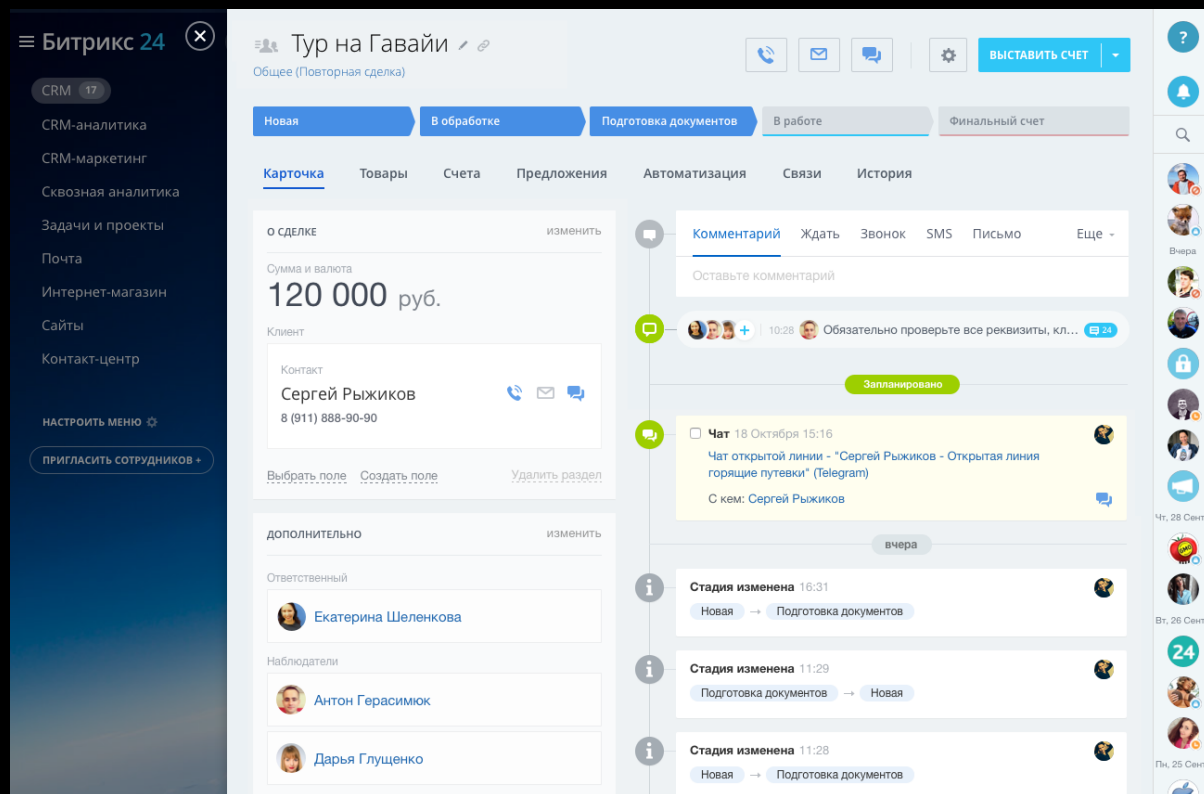 Битрикс 24
CRM 17
CRM-аналитика
CRM-маркетинг
Сквозная аналитика
Задачи и проекты
Почта
Интернет-магазин
Сайты
Контакт-центр
НАСТРОИТЬ МЕНЮ
ПРИГЛАСИТЬ СОТРУДНИКОВ +
Тур на Гавайи
Общее (Повторная сделка)
ВЫСТАВИТЬ СЧЕТ
Новая
В обработке
Подготовка документов
В работе
Финальный счет
Карточка Товары Счета Предложения Автоматизация Связи История
О СДЕЛКЕ изменить
Сумма и валюта
120 000 руб.
Клиент
Контакт
Сергей Рыжиков
8 (911) 888-90-90
Выбрать поле Создать поле Удалить раздел
ДОПОЛНИТЕЛЬНО изменить
Ответственный
Екатерина Шеленкова
Наблюдатели
Антон Герасимюк
Дарья Глущенко
Комментарий Ждать Звонок SMS Письмо Еще
Оставьте комментарий
+ 10:28 Обязательно проверьте все реквизиты, кл... 24
Запланировано
Чат 18 Октября 15:16
Чат открытой линии - "Сергей Рыжиков - Открытая линия
горящие путевки" (Telegram)
С кем: Сергей Рыжиков
вчера
Стадия изменена 16:31
Новая → Подготовка документов
Стадия изменена 11:29
Подготовка документов → Новая
Стадия изменена 11:28
Новая → Подготовка документов
?
Вчера
Чт, 28 Сент
Вт, 26 Сент
24
Пн, 25 Сент